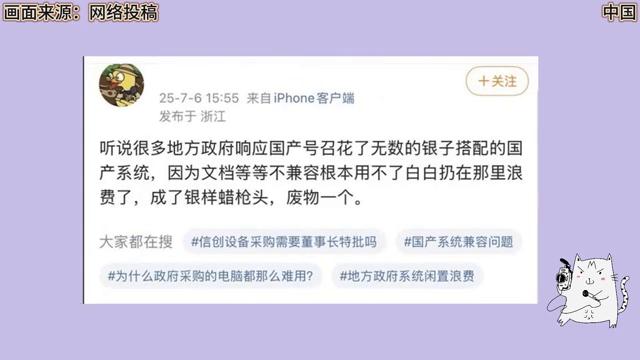 画面来源：网络投稿
中国
25-7-6 15:55 来自iPhone客户端
+关注
发布于 浙江
听说很多地方政府响应国产号召花了无数的银子搭配的国
产系统，因为文档等等不兼容根本用不了白白扔在那里浪
费了，成了银样蜡枪头，废物一个。
大家都在搜 #信创设备采购需要董事长特批吗 #国产系统兼容问题
#为什么政府采购的电脑都那么难用? #地方政府系统闲置浪费